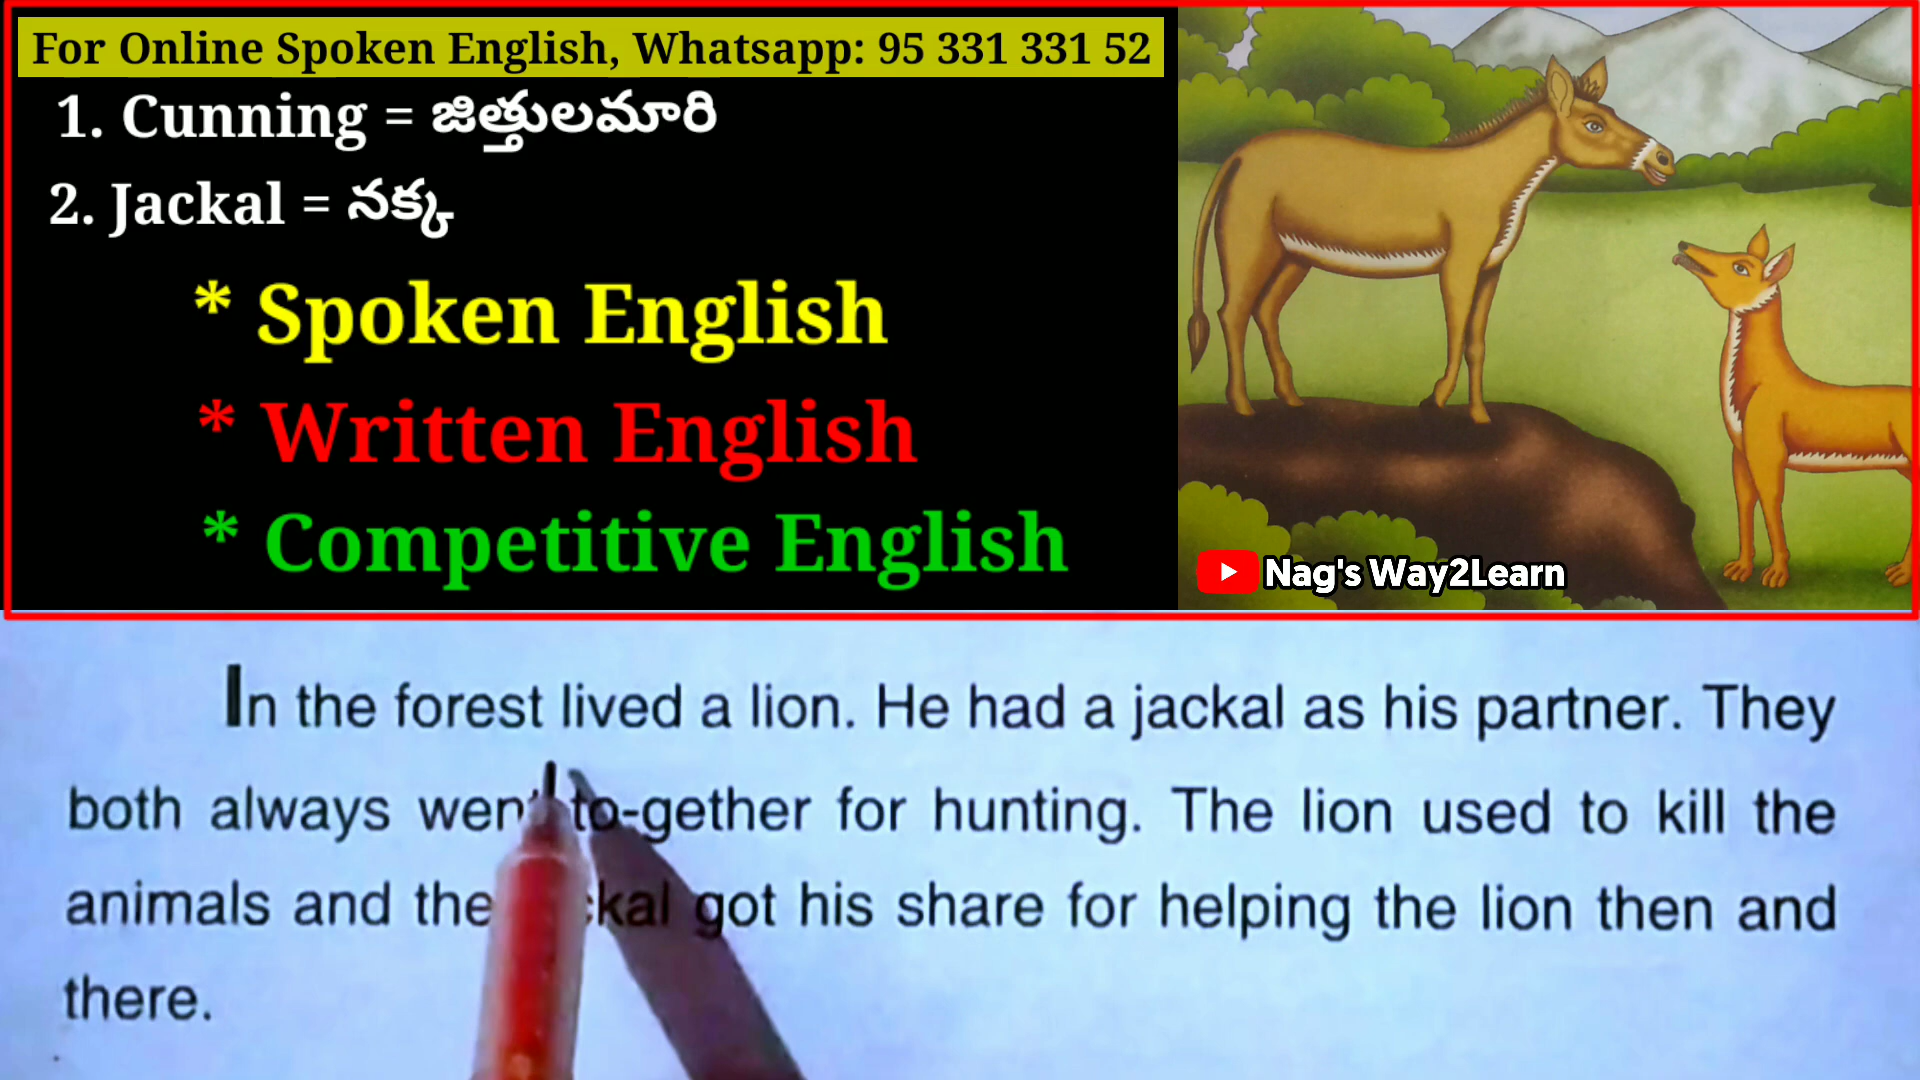 For Online Spoken English, Whatsapp: 95 331 331 52
1. Cunning = జిత్తులమారి
2. Jackal = నక్క
* Spoken English
* Written English
* Competitive English
Nag's Way2Learn
In the forest lived a lion. He had a jackal as his partner. They
both always went to-gether for hunting. The lion used to kill the
animals and the got his share for helping the lion then and
there.